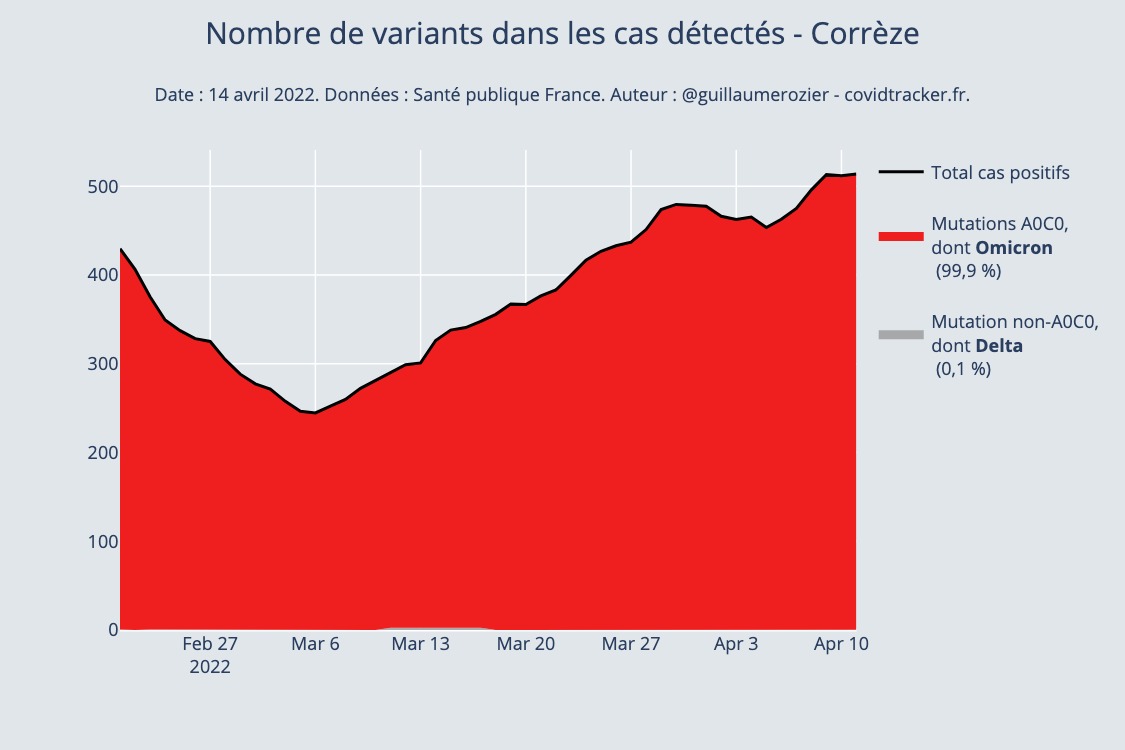 Nombre de variants dans les cas détectés - Corrèze
Date : 14 avril 2022. Données : Santé publique France. Auteur : @guillaumerozier - covidtracker.fr.
500
400
300
200
100
0
Feb 27
2022
Mar 6
Mar 13
Mar 20
Mar 27
Apr 3
Apr 10
Total cas positifs
Mutations A0C0,
dont Omicron
(99,9 %)
Mutation non-A0C0,
dont Delta
(0,1 %)